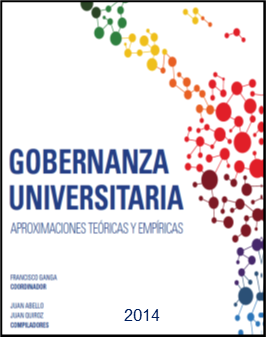 GOBERNANZA
UNIVERSITARIA
APROXIMACIONES TEÓRICAS Y EMPÍRICAS
FRANCISCO GANGA
COORDINADOR
JUAN ABELLO
JUAN QUIROZ
COMPILADORES
2014